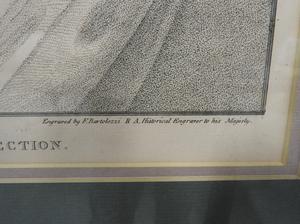 Engraved by F. Bartolozzi R A. Historical Engraver to his Majesty.
ECTION.